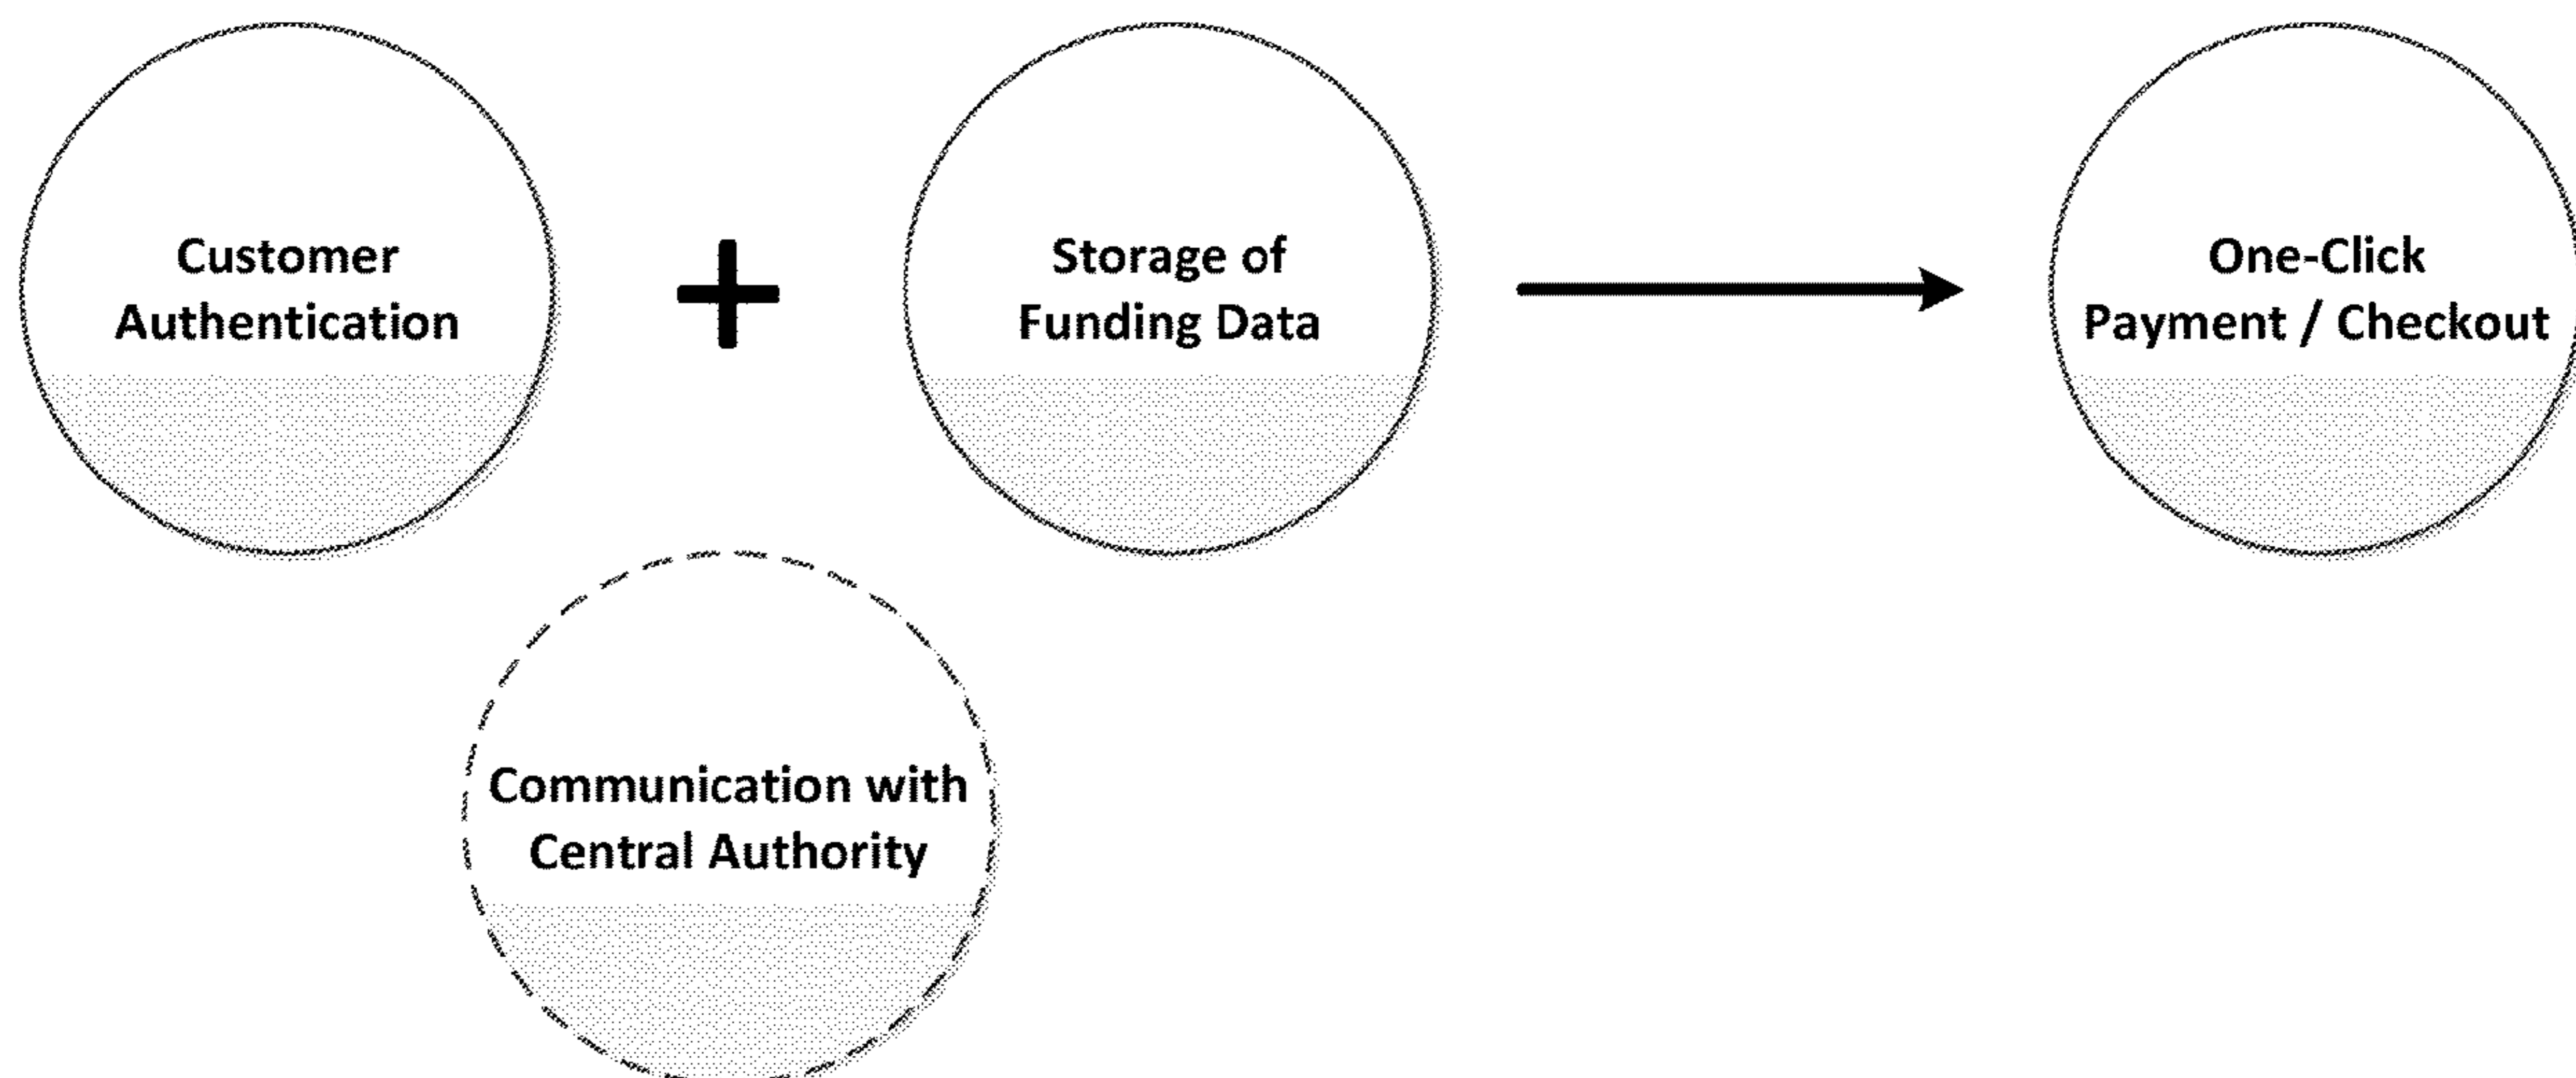 Customer
Authentication
+
Storage of
Funding Data
One-Click
Payment / Checkout
Communication with
Central Authority